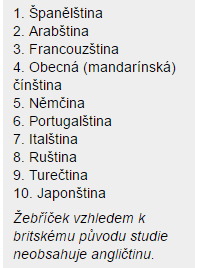 1. Španělština
2. Arabština
3. Francouzština
4. Obecná (mandarínská)
čínština
5. Němčina
6. Portugalština
7. Italština
8. Ruština
9. Turečtina
10. Japonština
Žebříček vzhledem k
britskému původu studie
neobsahuje angličtinu.